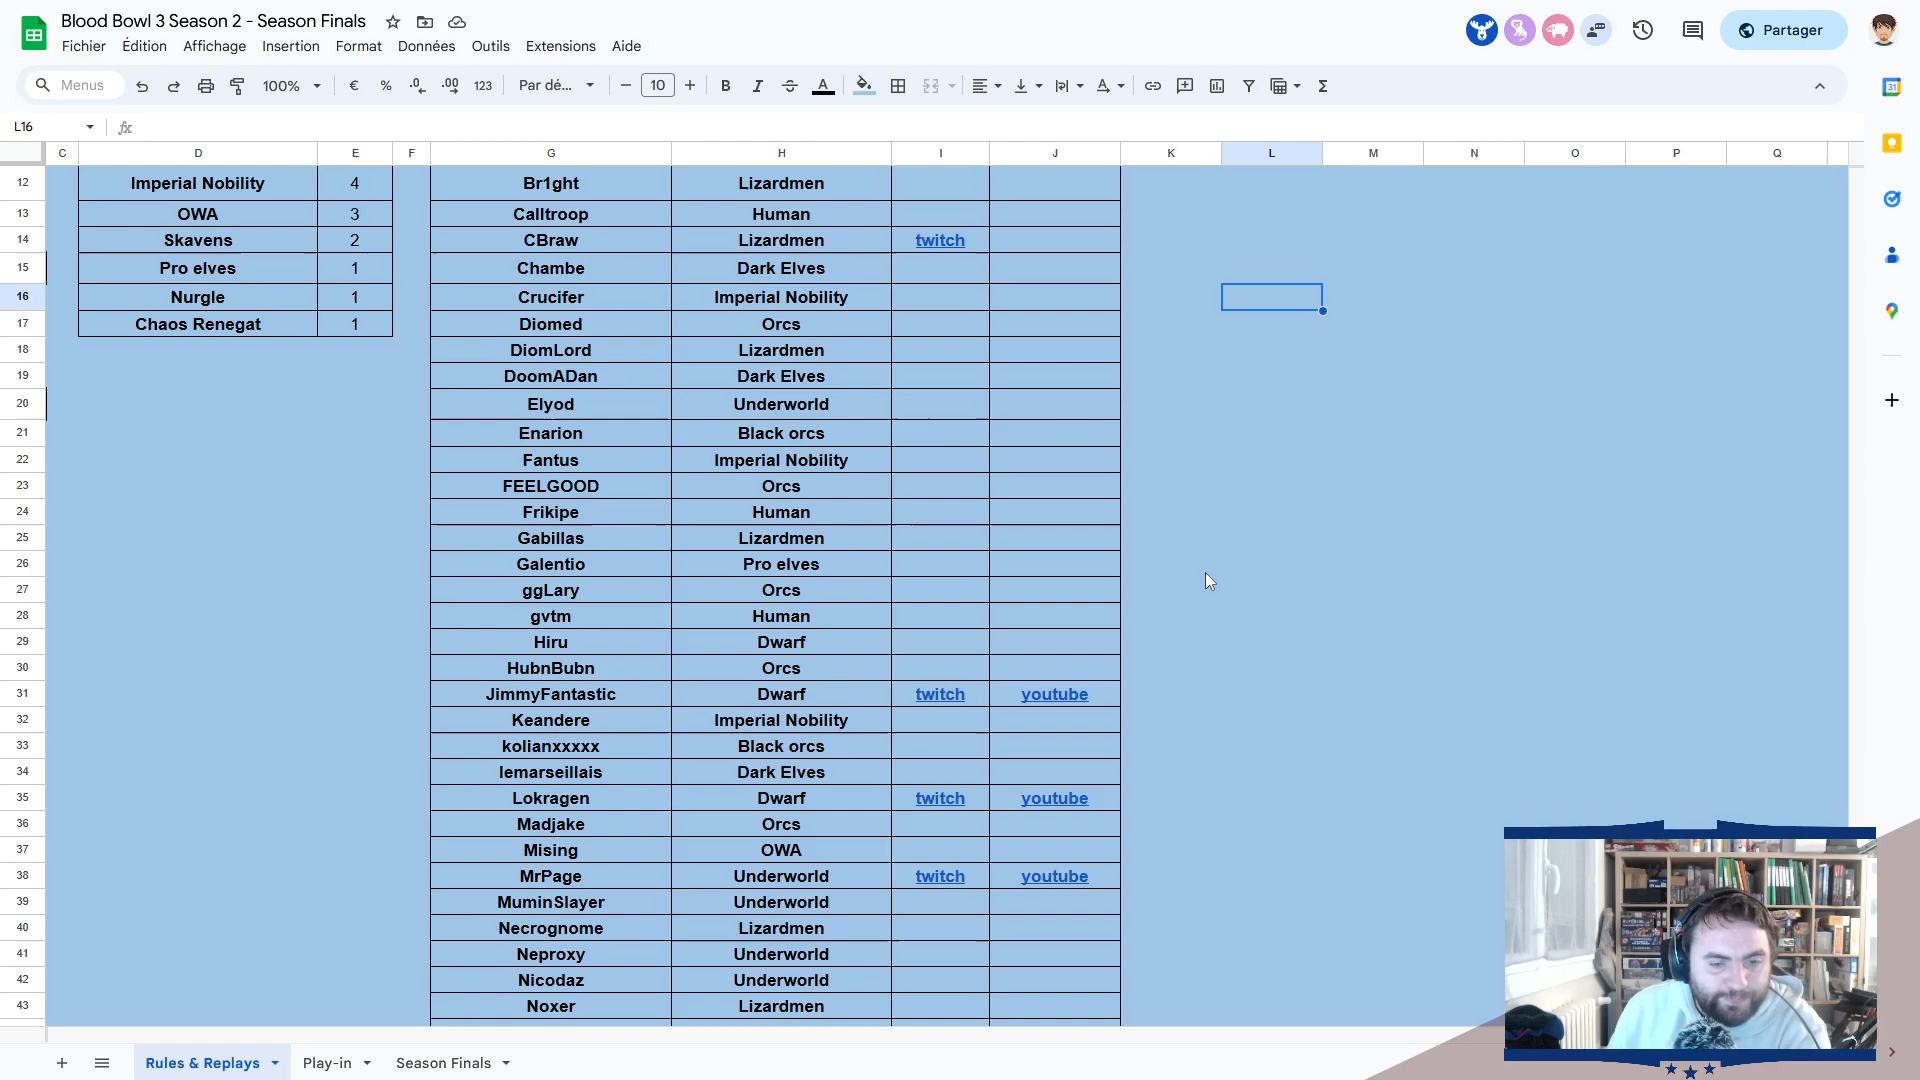 Blood Bowl 3 Season 2 - Season Finals
Fichier Édition Affichage Insertion Format Données Outils Extensions Aide
Partager
Menus 100% € % .0 .00 123 Par dé... 10 B I A Σ
31
L16 fx
C D E F G H I J K L M N O P Q
12 Imperial Nobility 4 Br1ght Lizardmen
13 OWA 3 Calltroop Human
14 Skavens 2 CBraw Lizardmen twitch
15 Pro elves 1 Chambe Dark Elves
16 Nurgle 1 Crucifer Imperial Nobility
17 Chaos Renegat 1 Diomed Orcs
18 DiomLord Lizardmen
19 DoomADan Dark Elves
20 Elyod Underworld
21 Enarion Black orcs
22 Fantus Imperial Nobility
23 FEELGOOD Orcs
24 Frikipe Human
25 Gabillas Lizardmen
26 Galentio Pro elves
27 ggLary Orcs
28 gvtm Human
29 Hiru Dwarf
30 HubnBubn Orcs
31 JimmyFantastic Dwarf twitch youtube
32 Keandere Imperial Nobility
33 kolianxxxxx Black orcs
34 lemarseillais Dark Elves
35 Lokragen Dwarf twitch youtube
36 Madjake Orcs
37 Mising OWA
38 MrPage Underworld twitch youtube
39 MuminSlayer Underworld
40 Necrognome Lizardmen
41 Neproxy Underworld
42 Nicodaz Underworld
43 Noxer Lizardmen
Rules & Replays Play-in Season Finals